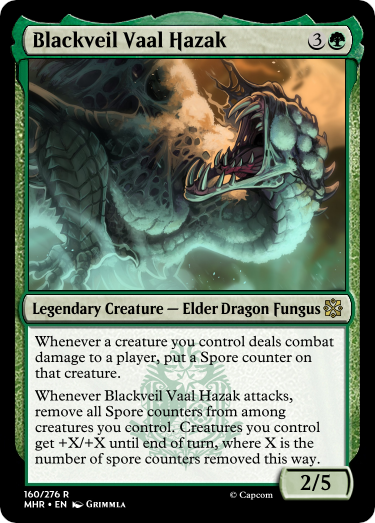 Blackveil Vaal Hazak 3
Legendary Creature — Elder Dragon Fungus
Whenever a creature you control deals combat
damage to a player, put a Spore counter on
that creature.
Whenever Blackveil Vaal Hazak attacks,
remove all Spore counters from among
creatures you control. Creatures you control
get +X/+X until end of turn, where X is the
number of spore counters removed this way.
2/5
160/276 R
MHR • EN Grimmla
© Capcom